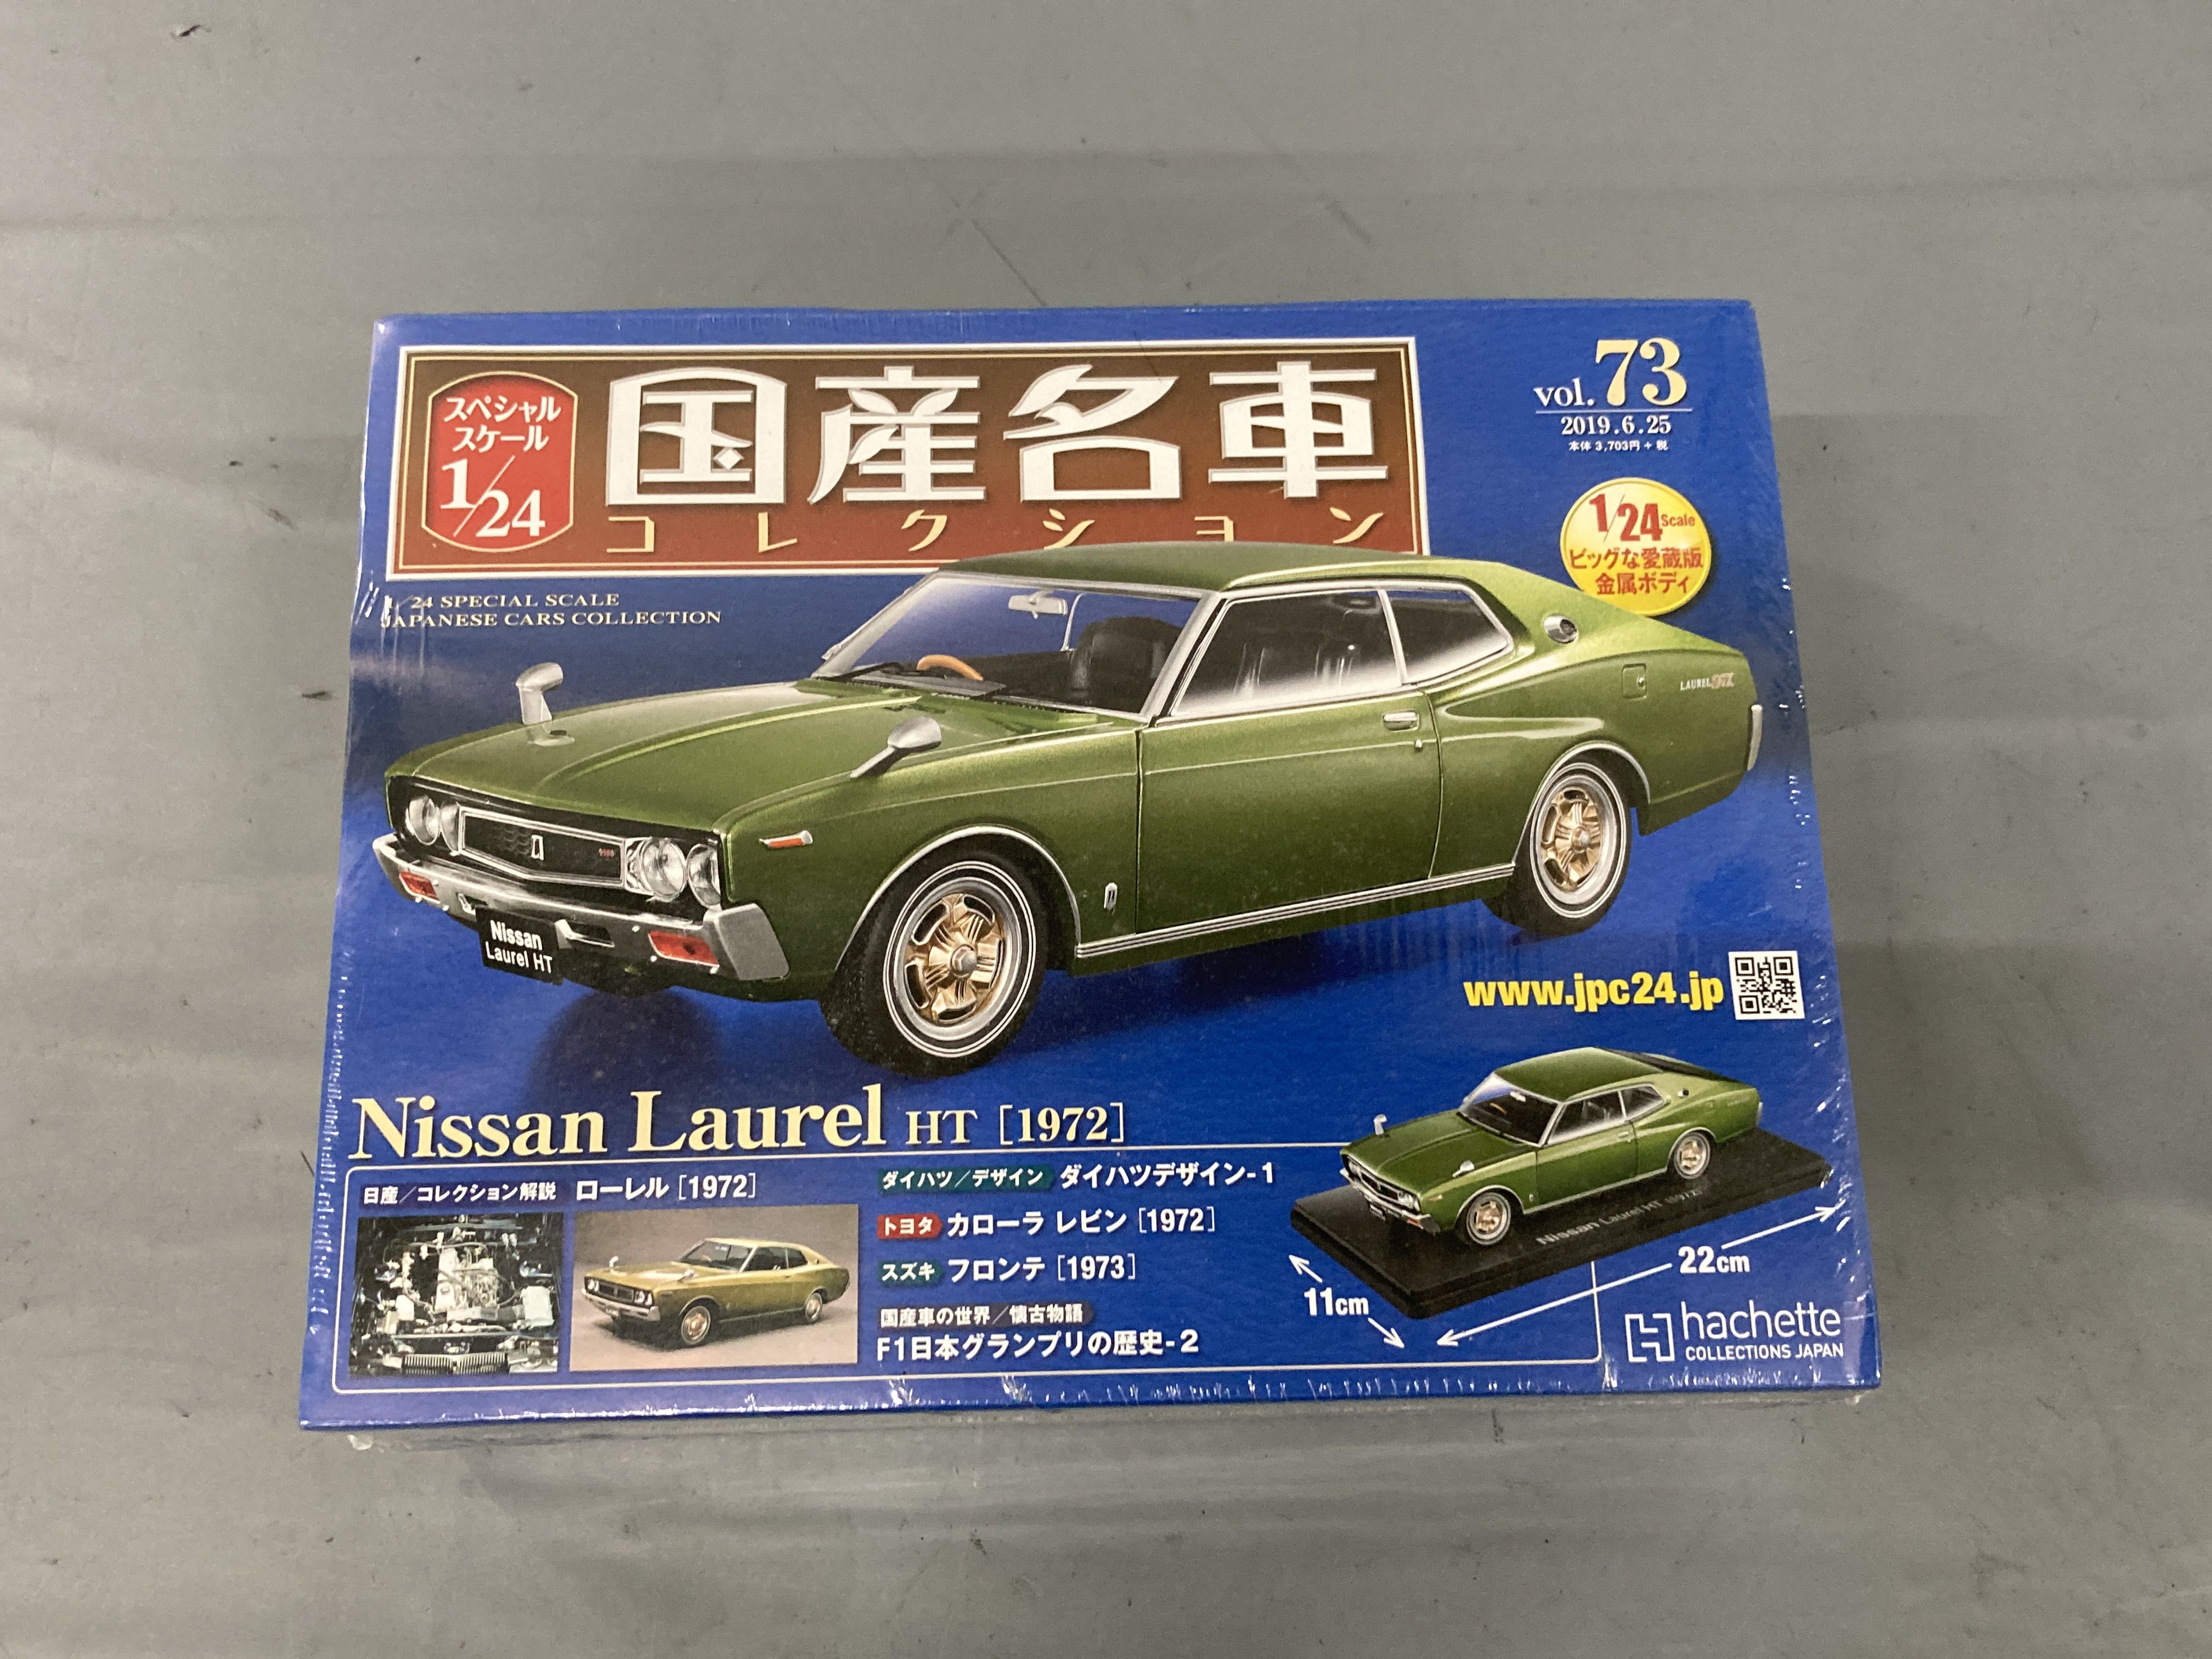 スペシャル
スケール
1/24
国産名車
コレクション
vol.73
2019.6.25
本体 3,703円 + 税
1/24 Scale
ビッグな愛蔵版
金属ボディ
1/24 SPECIAL SCALE
JAPANESE CARS COLLECTION
LAUREL SGX
Nissan
Laurel HT
www.jpc24.jp
Nissan Laurel HT [1972]
日産/コレクション解説 ローレル [1972]
ダイハツ/デザイン ダイハツデザイン-1
トヨタ カローラ レビン [1972]
スズキ フロンテ [1973]
国産車の世界/懐古物語
F1日本グランプリの歴史-2
Nissan Laurel HT (1972)
22cm
11cm
hachette
COLLECTIONS JAPAN